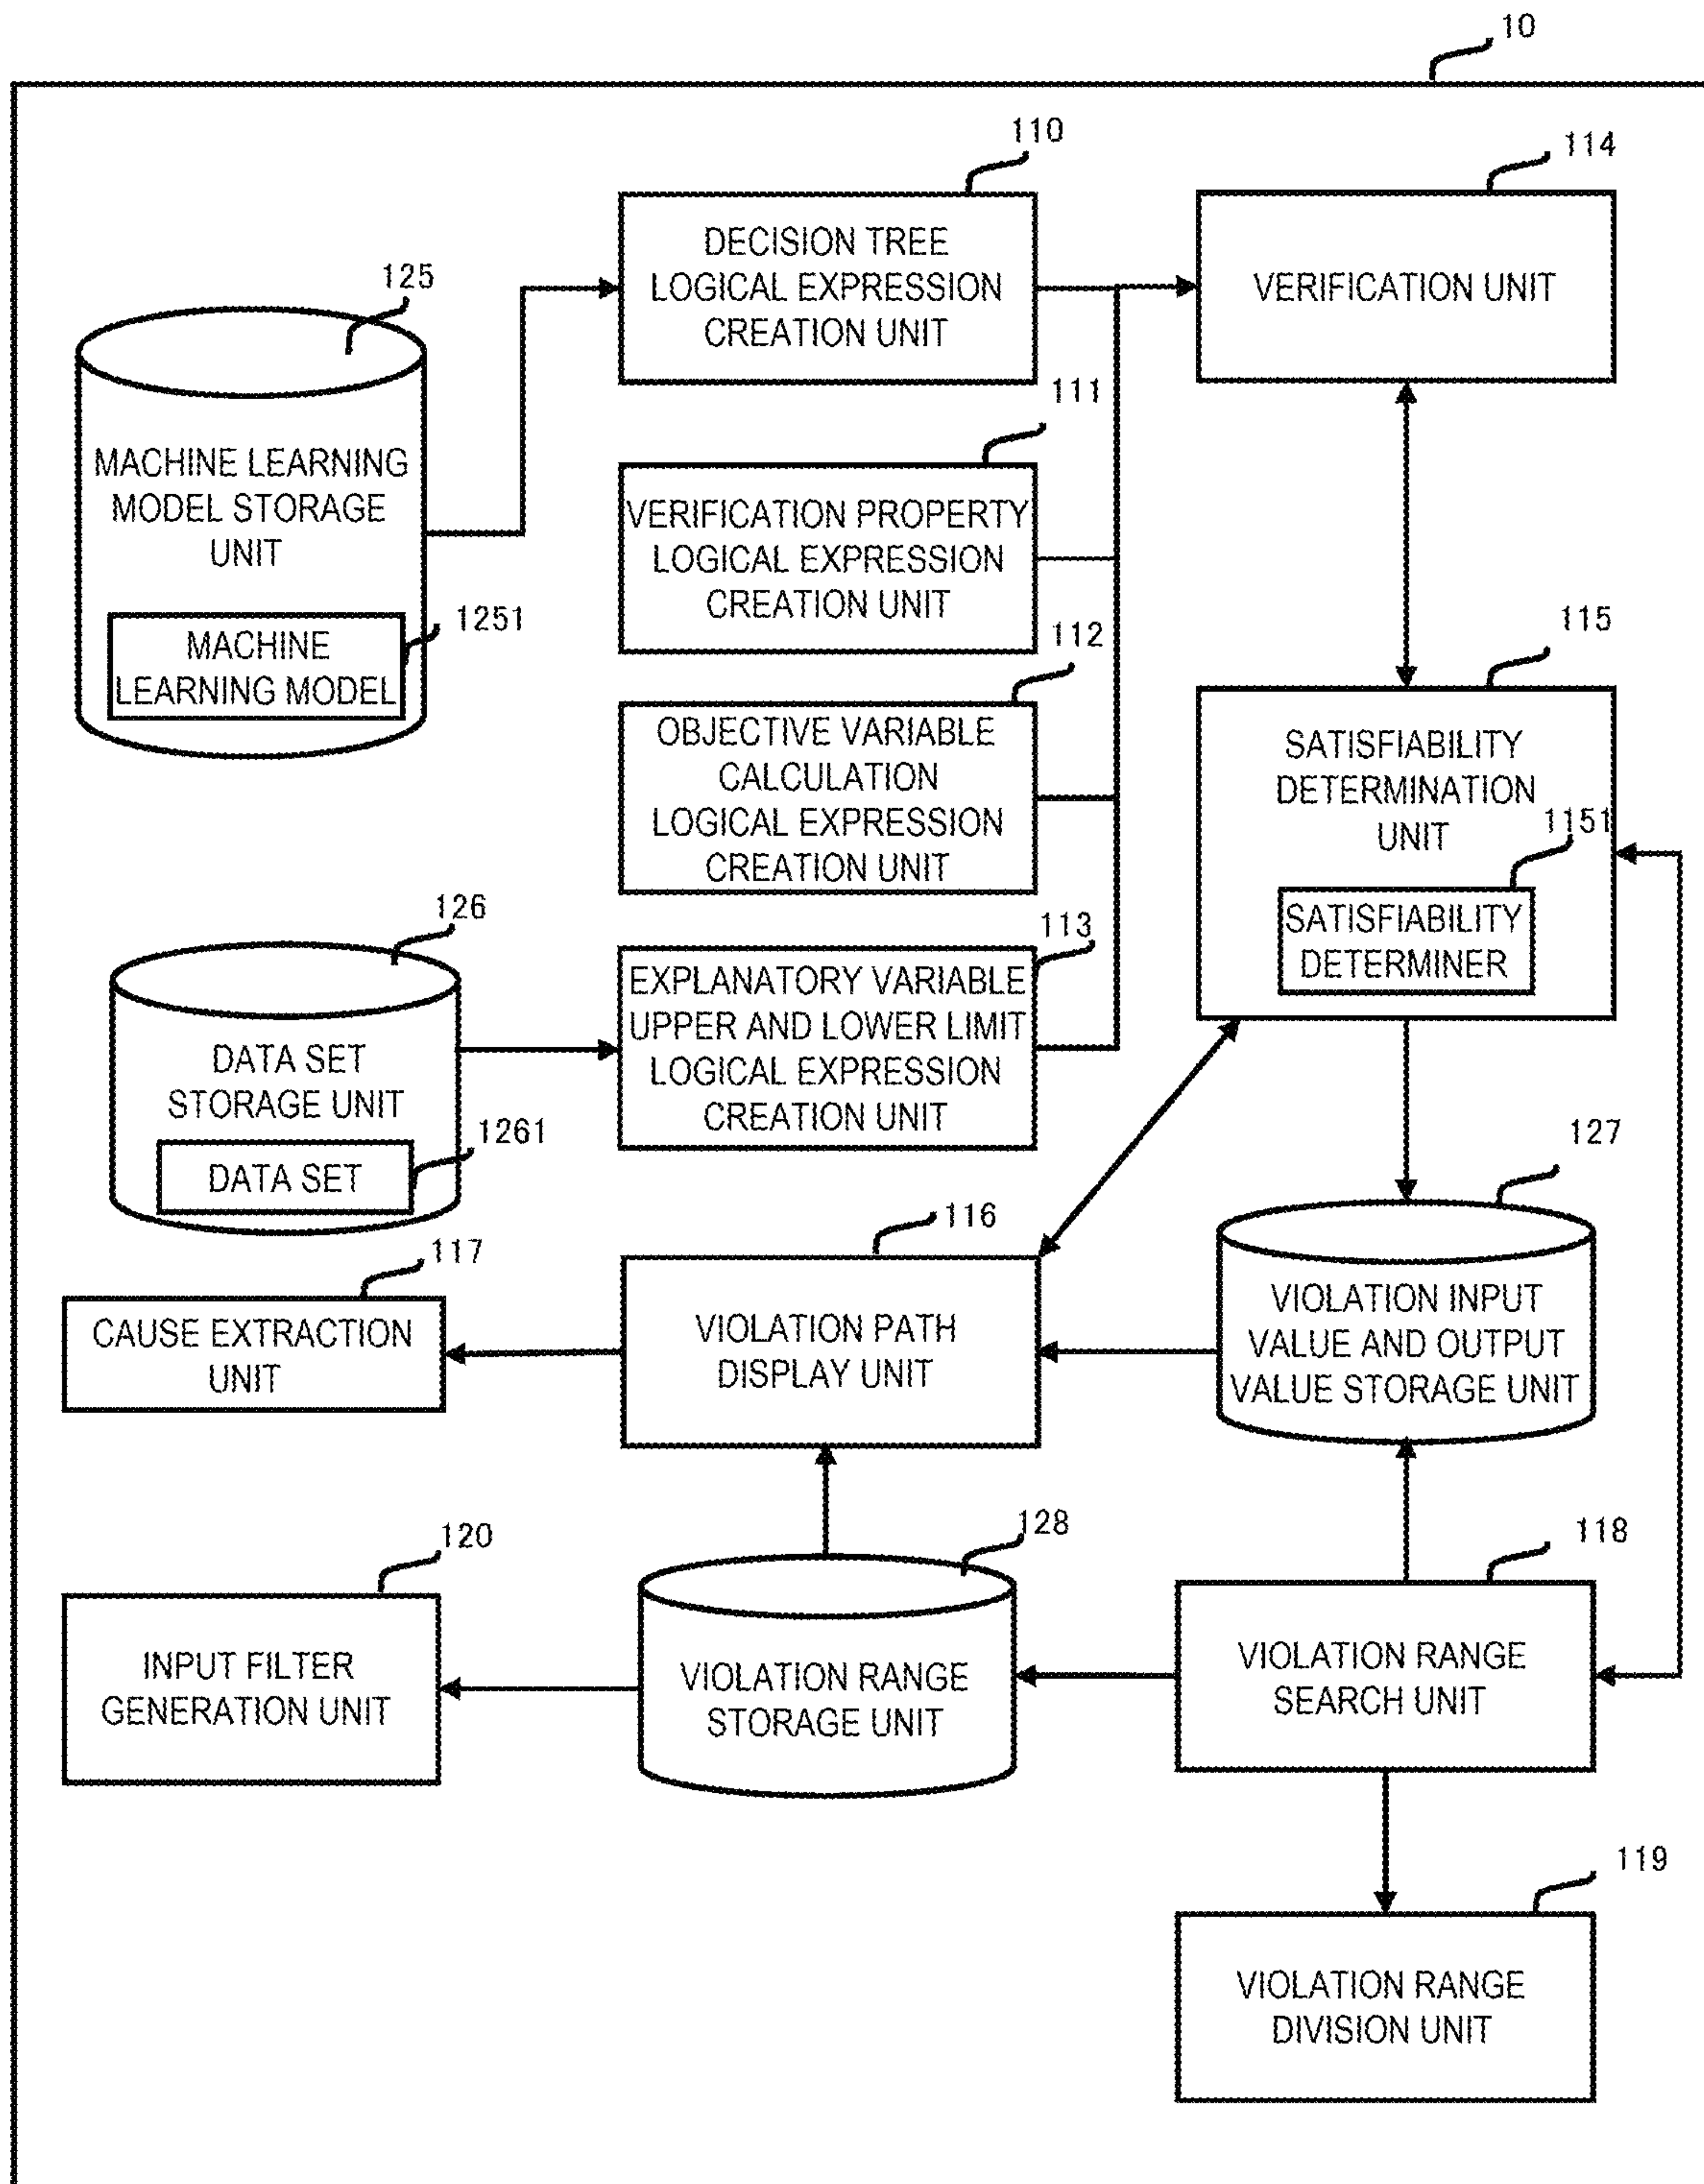 10
110
DECISION TREE
LOGICAL EXPRESSION
CREATION UNIT
114
VERIFICATION UNIT
125
MACHINE LEARNING
MODEL STORAGE
UNIT
1251
MACHINE
LEARNING MODEL
111
VERIFICATION PROPERTY
LOGICAL EXPRESSION
CREATION UNIT
112
OBJECTIVE VARIABLE
CALCULATION
LOGICAL EXPRESSION
CREATION UNIT
115
SATISFIABILITY
DETERMINATION
UNIT
1151
SATISFIABILITY
DETERMINER
126
DATA SET
STORAGE UNIT
1261
DATA SET
113
EXPLANATORY VARIABLE
UPPER AND LOWER LIMIT
LOGICAL EXPRESSION
CREATION UNIT
127
VIOLATION INPUT
VALUE AND OUTPUT
VALUE STORAGE UNIT
116
VIOLATION PATH
DISPLAY UNIT
117
CAUSE EXTRACTION
UNIT
120
INPUT FILTER
GENERATION UNIT
128
VIOLATION RANGE
STORAGE UNIT
118
VIOLATION RANGE
SEARCH UNIT
119
VIOLATION RANGE
DIVISION UNIT